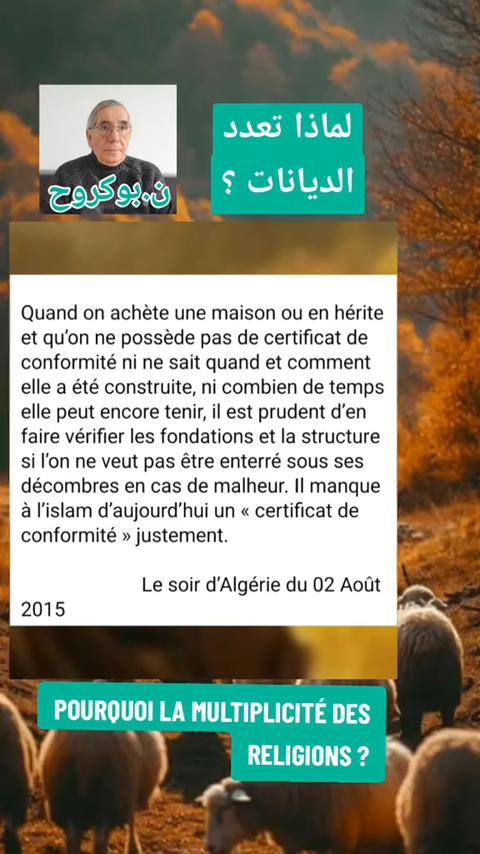 لماذا تعدد
الديانات ؟
ن.بوكروح
Quand on achète une maison ou en hérite
et qu'on ne possède pas de certificat de
conformité ni ne sait quand et comment
elle a été construite, ni combien de temps
elle peut encore tenir, il est prudent d'en
faire vérifier les fondations et la structure
si l'on ne veut pas être enterré sous ses
décombres en cas de malheur. Il manque
à l'islam d'aujourd'hui un « certificat de
conformité » justement.
Le soir d'Algérie du 02 Août
2015
POURQUOI LA MULTIPLICITÉ DES
RELIGIONS ?